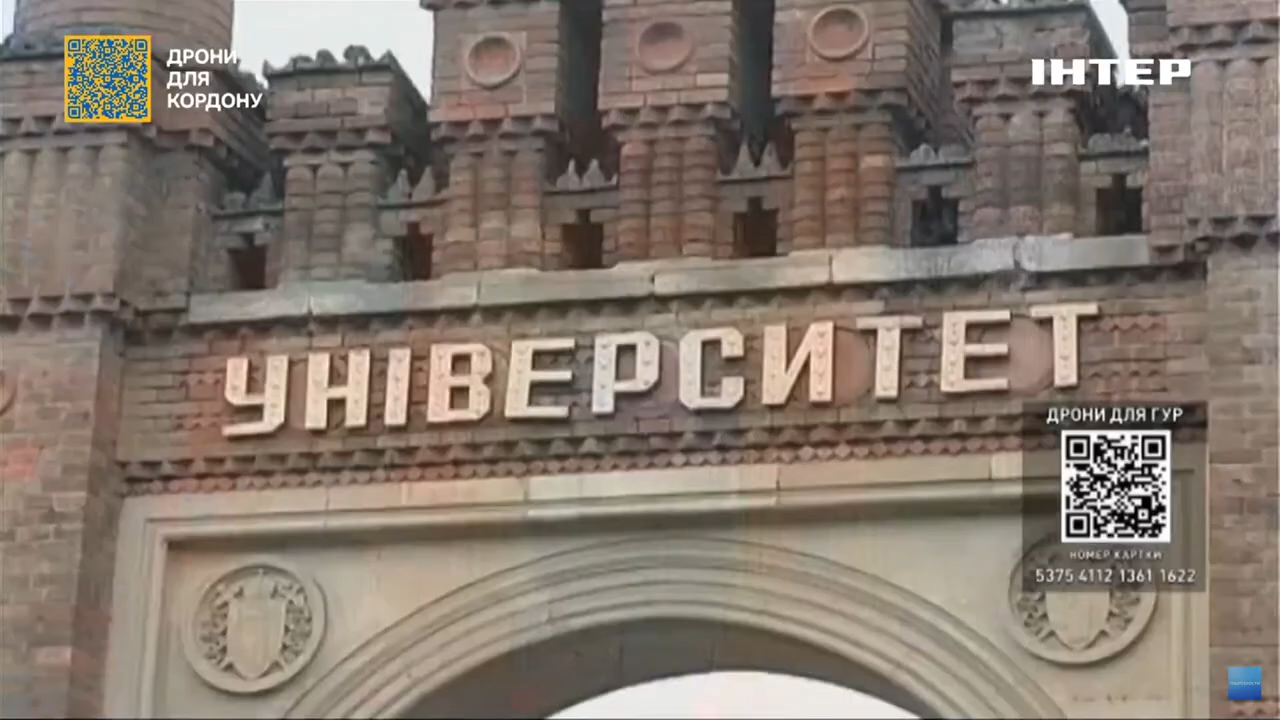 ДРОНИ
ДЛЯ
КОРДОНУ
ІНТЕР
УНІВЕРСИТЕТ
ДРОНИ ДЛЯ ГУР
НОМЕР КАРТКИ
5375 4112 1361 1622